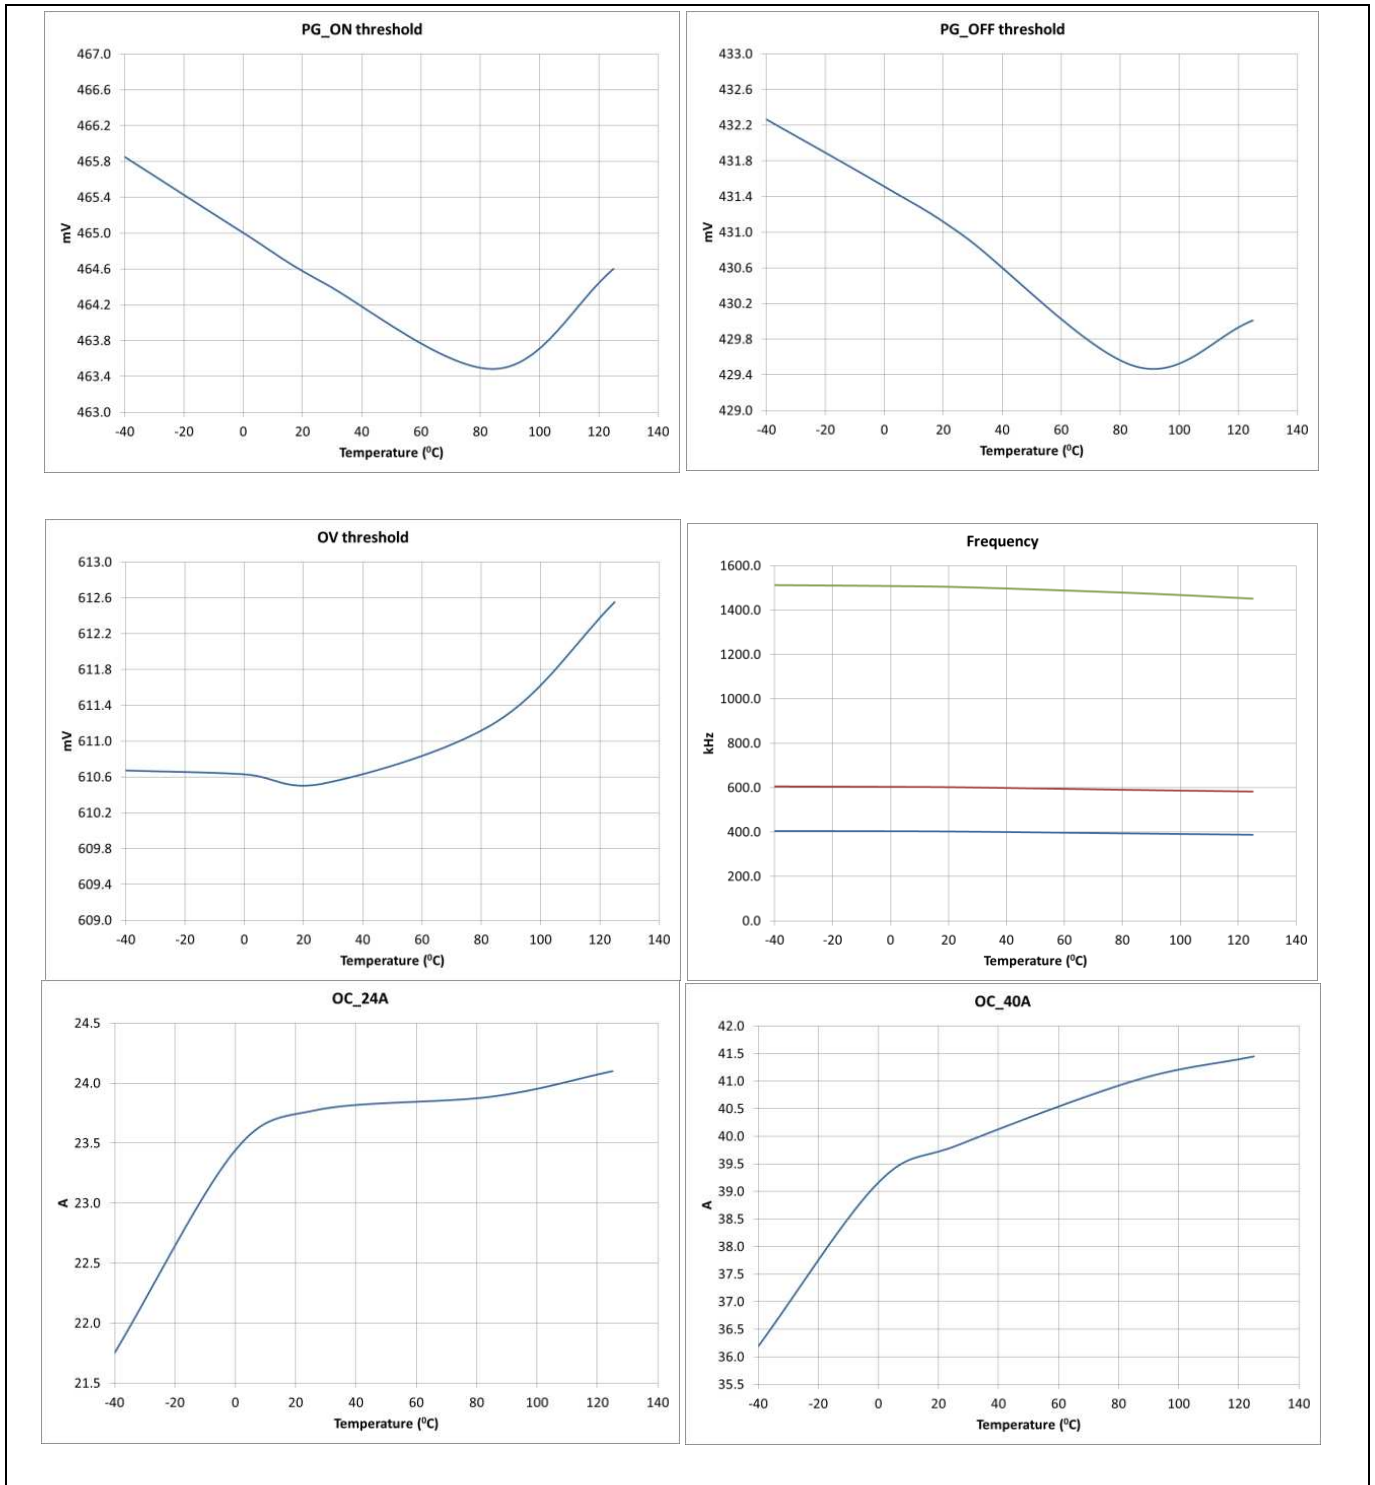 PG_ON threshold
467.0
466.6
466.2
465.8
465.4
465.0
464.6
464.2
463.8
463.4
463.0
mV
-40 -20 0 20 40 60 80 100 120 140
Temperature (⁰C)
PG_OFF threshold
433.0
432.6
432.2
431.8
431.4
431.0
430.6
430.2
429.8
429.4
429.0
mV
-40 -20 0 20 40 60 80 100 120 140
Temperature (⁰C)
OV threshold
613.0
612.6
612.2
611.8
611.4
611.0
610.6
610.2
609.8
609.4
609.0
mV
-40 -20 0 20 40 60 80 100 120 140
Temperature (⁰C)
Frequency
1600.0
1400.0
1200.0
1000.0
800.0
600.0
400.0
200.0
0.0
kHz
-40 -20 0 20 40 60 80 100 120 140
Temperature (⁰C)
OC_24A
24.5
24.0
23.5
23.0
22.5
22.0
21.5
A
-40 -20 0 20 40 60 80 100 120 140
Temperature (⁰C)
OC_40A
42.0
41.5
41.0
40.5
40.0
39.5
39.0
38.5
38.0
37.5
37.0
36.5
36.0
35.5
A
-40 -20 0 20 40 60 80 100 120 140
Temperature (⁰C)